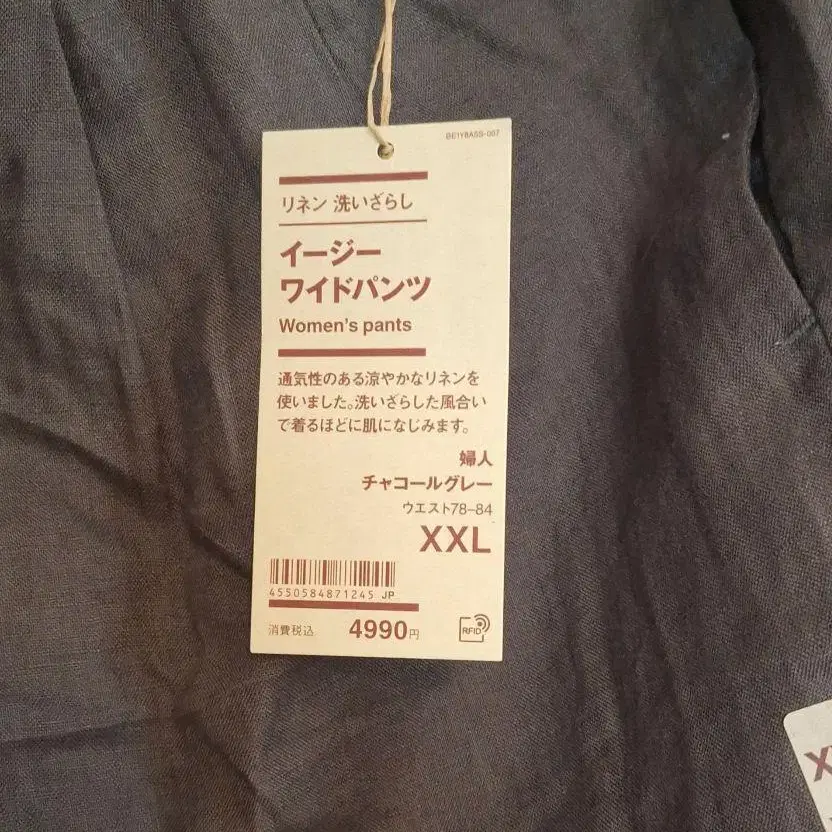 BE1Y8A5S-007
リネン 洗いざらし
イージー
ワイドパンツ
Women's pants
通気性のある涼やかなリネンを
使いました。洗いざらした風合い
で着るほどに肌になじみます。
婦人
チャコールグレー
ウエスト78-84
XXL
4550584871245 JP
消費税込 4990円
RFID